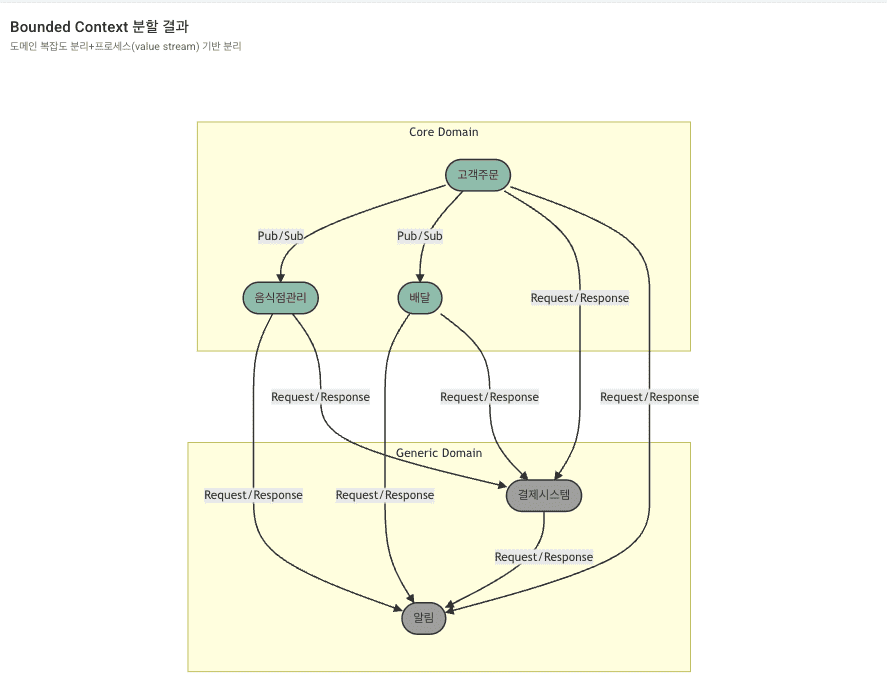 Bounded Context 분할 결과
도메인 복잡도 분리+프로세스(value stream) 기반 분리
Core Domain
고객주문
Pub/Sub
Pub/Sub
음식점관리
배달
Request/Response
Request/Response
Request/Response
Request/Response
Generic Domain
Request/Response
Request/Response
결제시스템
Request/Response
알림